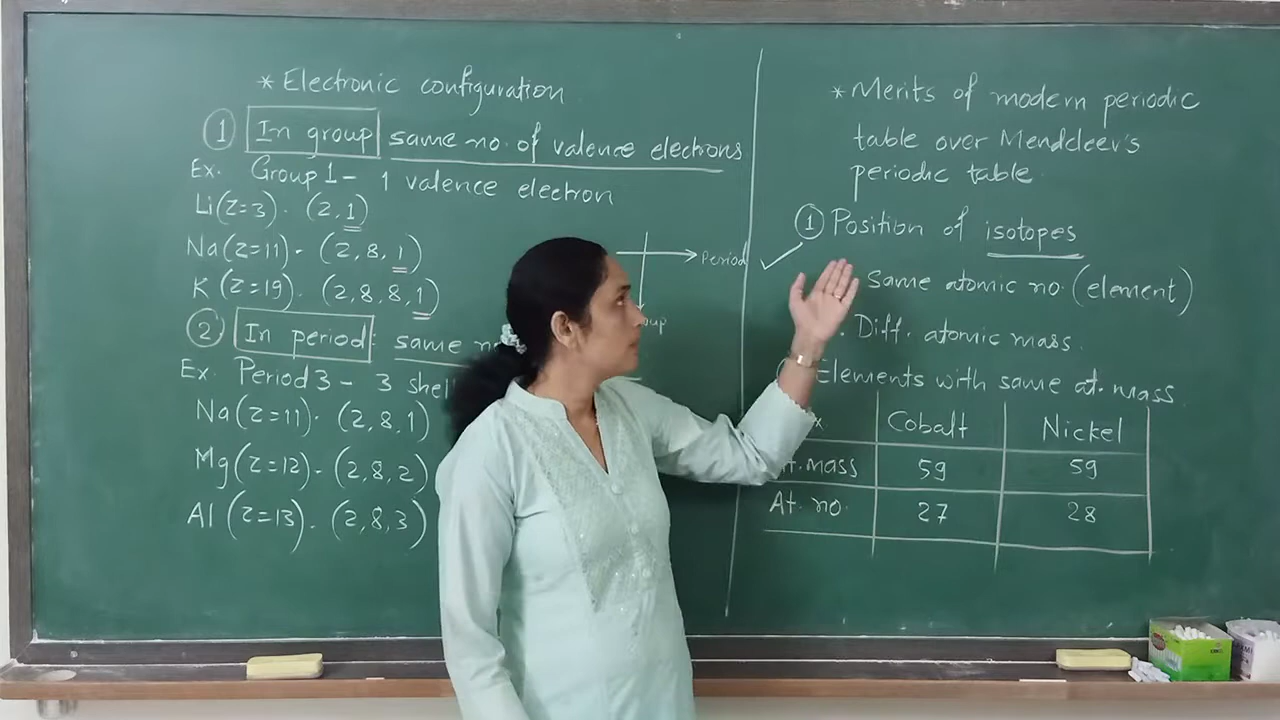 * Electronic configuration
1 In group same no. of valence electrons
Ex. Group 1 - 1 valence electron
Li (Z=3). (2,1)
Na (Z=11) - (2,8,1)
K (Z=19). (2,8,8,1)
2 In period: same
Ex. Period 3 - 3
Na (Z=11). (2,8,1)
Mg (Z=12) - (2,8,2)
Al (Z=13). (2,8,3)
Period
* Merits of modern periodic
table over Mendeleev's
periodic table.
1 Position of isotopes
Same atomic no. (element)
Diff. atomic mass.
Elements with same at. mass
Cobalt Nickel
mass 59 59
At. no. 27 28